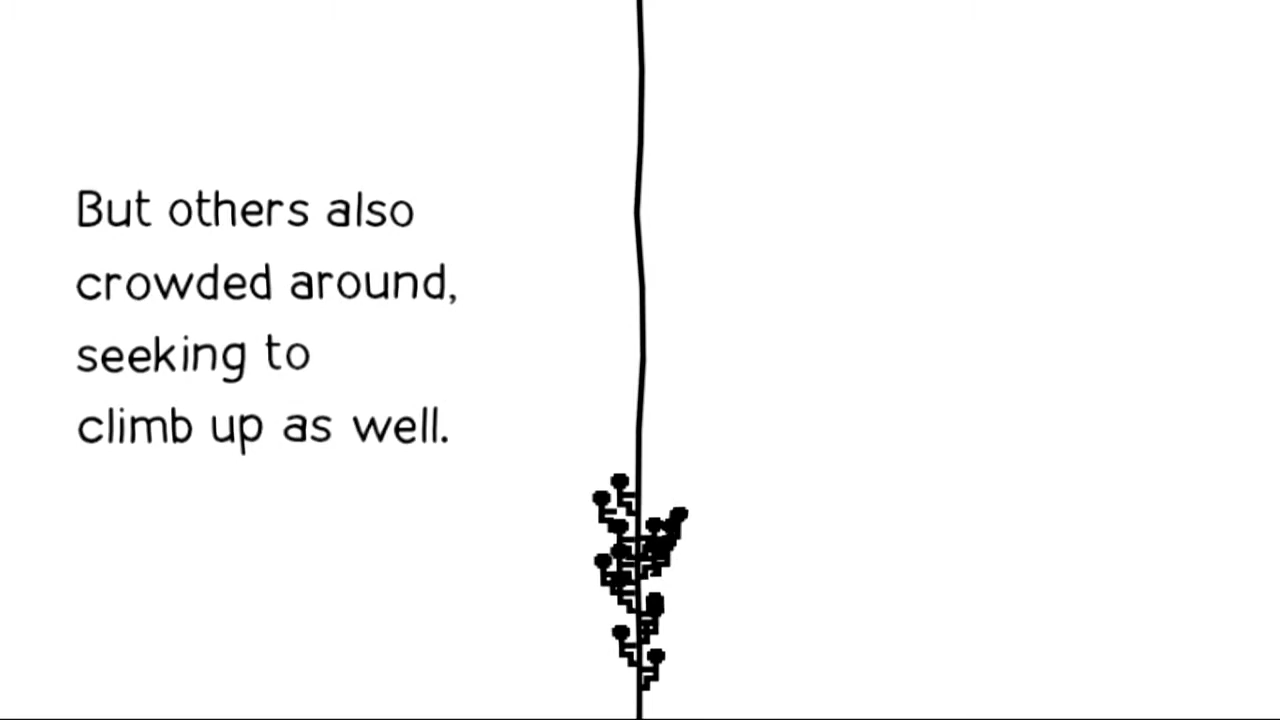 But others also
crowded around,
seeking to
climb up as well.